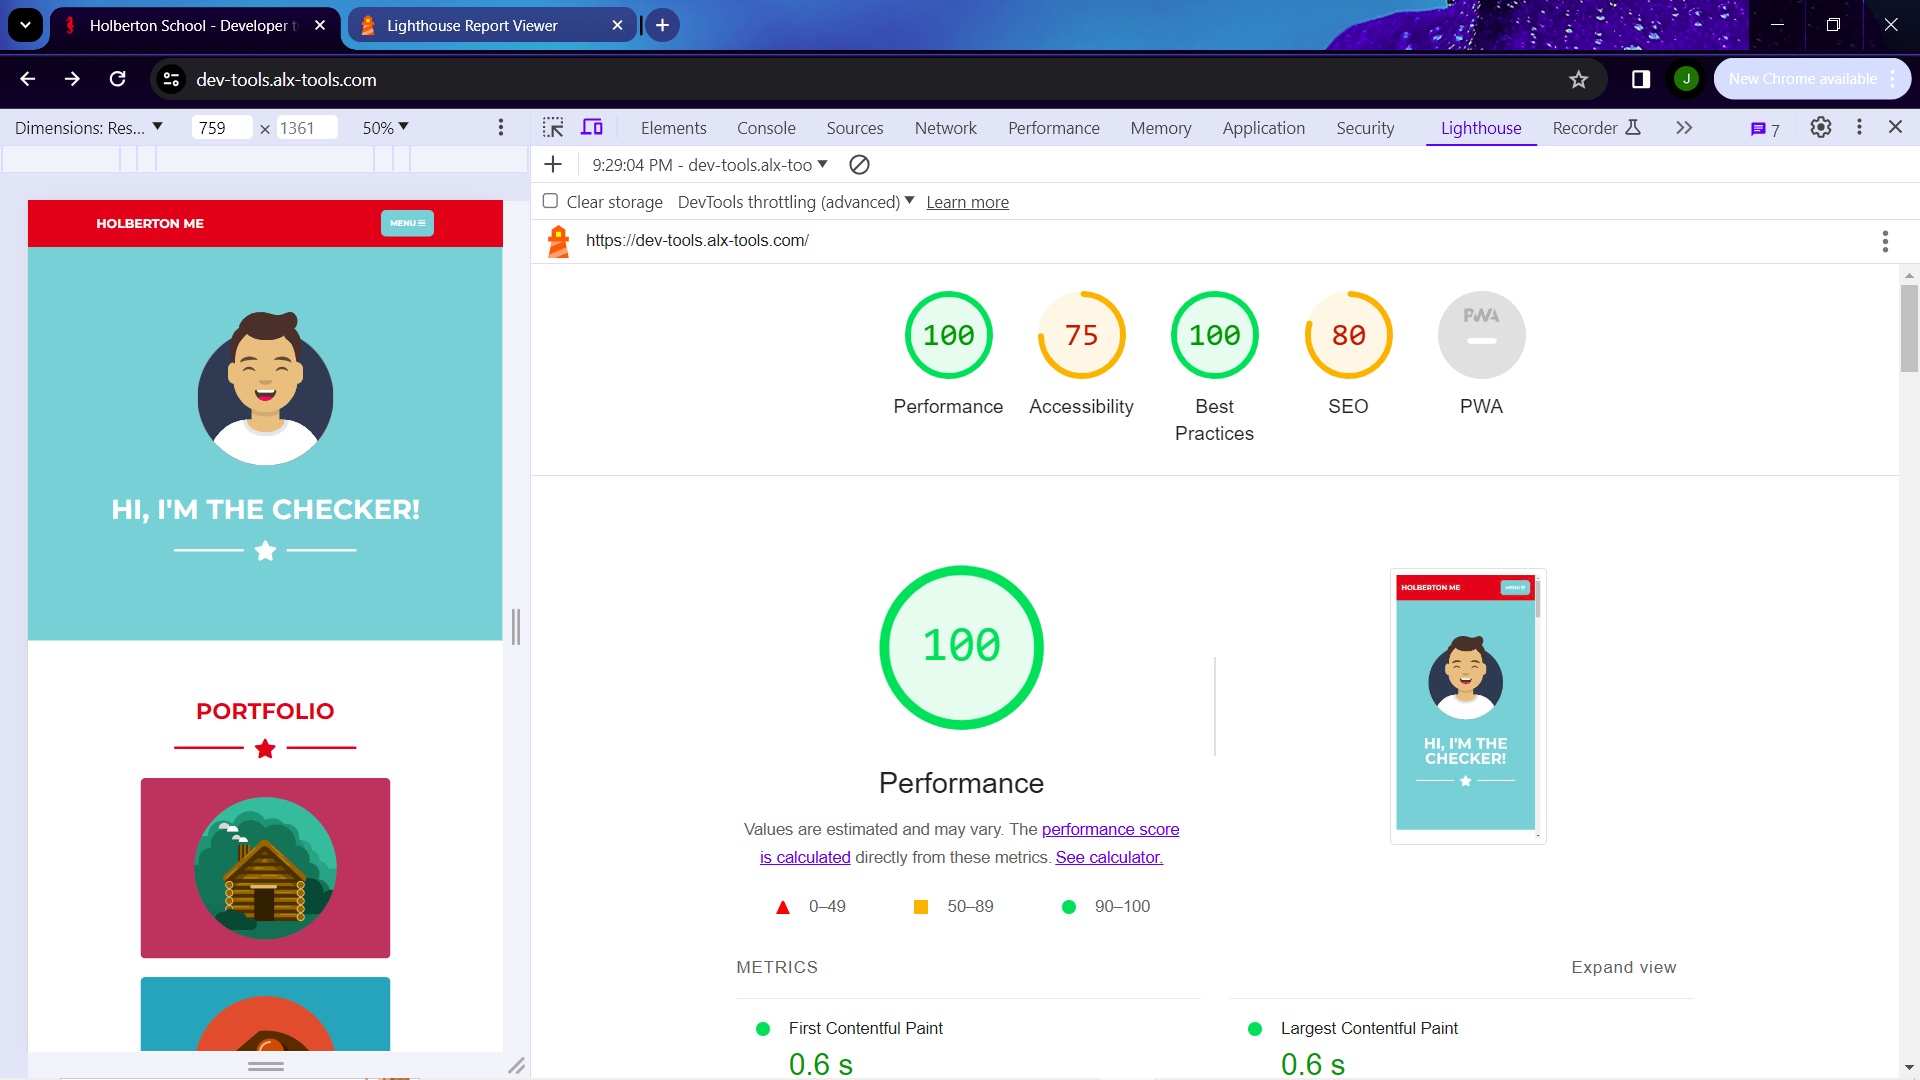 Holberton School - Developer t
Lighthouse Report Viewer
dev-tools.alx-tools.com
J
New Chrome available
Dimensions: Res... 759 × 1361 50%
Elements Console Sources Network Performance Memory Application Security Lighthouse Recorder 7
9:29:04 PM - dev-tools.alx-too
Clear storage DevTools throttling (advanced) Learn more
https://dev-tools.alx-tools.com/
HOLBERTON ME
MENU
HI, I'M THE CHECKER!
PORTFOLIO
100 75 100 80 PWA
Performance Accessibility Best Practices SEO PWA
100
Performance
Values are estimated and may vary. The performance score
is calculated directly from these metrics. See calculator.
0–49 50–89 90–100
HOLBERTON ME
MENU
HI, I'M THE
CHECKER!
METRICS
Expand view
First Contentful Paint
0.6 s
Largest Contentful Paint
0.6 s